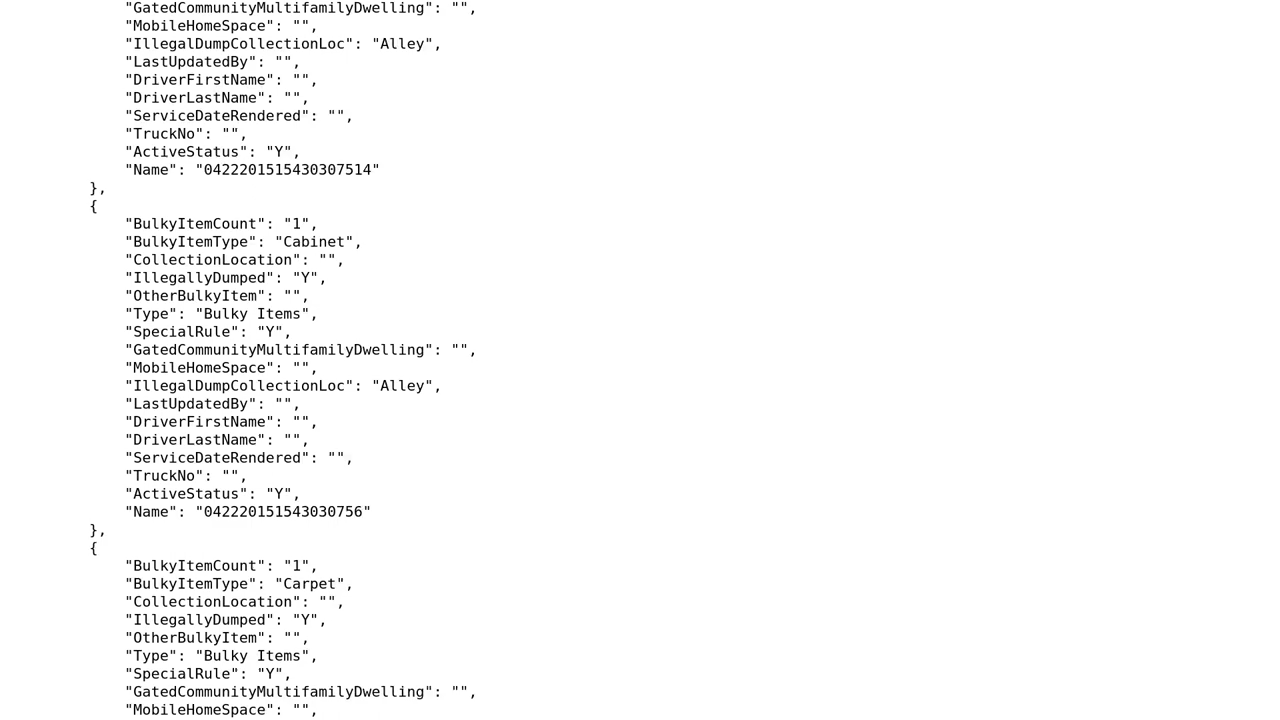 "GatedCommunityMultifamilyDwelling": "",
"MobileHomeSpace": "",
"IllegalDumpCollectionLoc": "Alley",
"LastUpdatedBy": "",
"DriverFirstName": "",
"DriverLastName": "",
"ServiceDateRendered": "",
"TruckNo": "",
"ActiveStatus": "Y",
"Name": "0422201515430307514"
},
{
"BulkyItemCount": "1",
"BulkyItemType": "Cabinet",
"CollectionLocation": "",
"IllegallyDumped": "Y",
"OtherBulkyItem": "",
"Type": "Bulky Items",
"SpecialRule": "Y",
"GatedCommunityMultifamilyDwelling": "",
"MobileHomeSpace": "",
"IllegalDumpCollectionLoc": "Alley",
"LastUpdatedBy": "",
"DriverFirstName": "",
"DriverLastName": "",
"ServiceDateRendered": "",
"TruckNo": "",
"ActiveStatus": "Y",
"Name": "042220151543030756"
},
{
"BulkyItemCount": "1",
"BulkyItemType": "Carpet",
"CollectionLocation": "",
"IllegallyDumped": "Y",
"OtherBulkyItem": "",
"Type": "Bulky Items",
"SpecialRule": "Y",
"GatedCommunityMultifamilyDwelling": "",
"MobileHomeSpace": "",